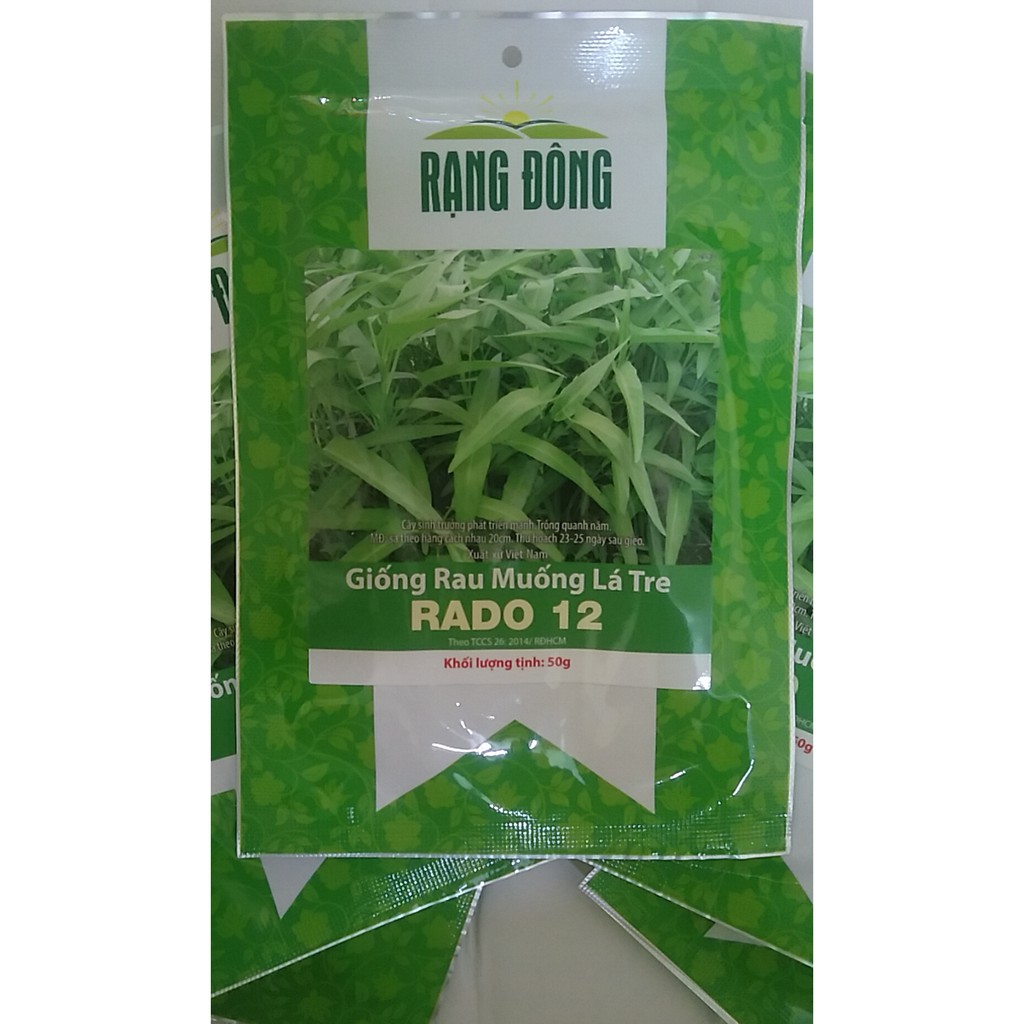 RẠNG ĐÔNG
Cây sinh trưởng phát triển mạnh. Trồng quanh năm.
MĐ: sạ theo hàng cách nhau 20cm. Thu hoạch 23-25 ngày sau gieo.
Xuất xứ Việt Nam
Giống Rau Muống Lá Tre
RADO 12
Theo TCCS 26: 2014/ RĐHCM
Khối lượng tịnh: 50g